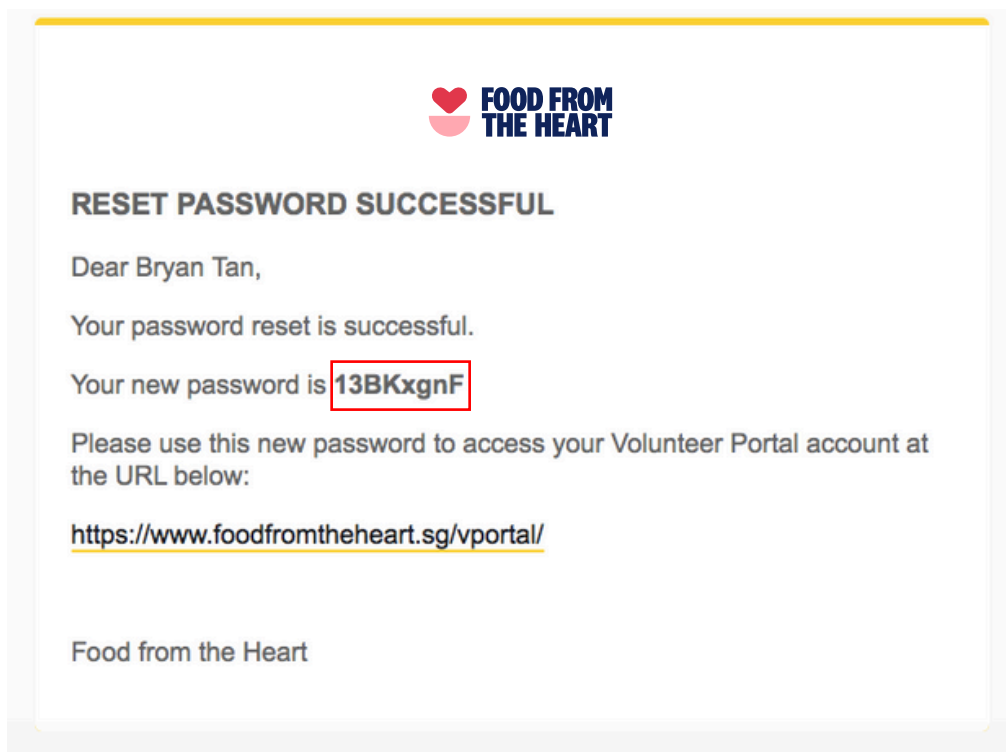 FOOD FROM
THE HEART
RESET PASSWORD SUCCESSFUL
Dear Bryan Tan,
Your password reset is successful.
Your new password is 13BKxgnF
Please use this new password to access your Volunteer Portal account at
the URL below:
https://www.foodfromtheheart.sg/vportal/
Food from the Heart